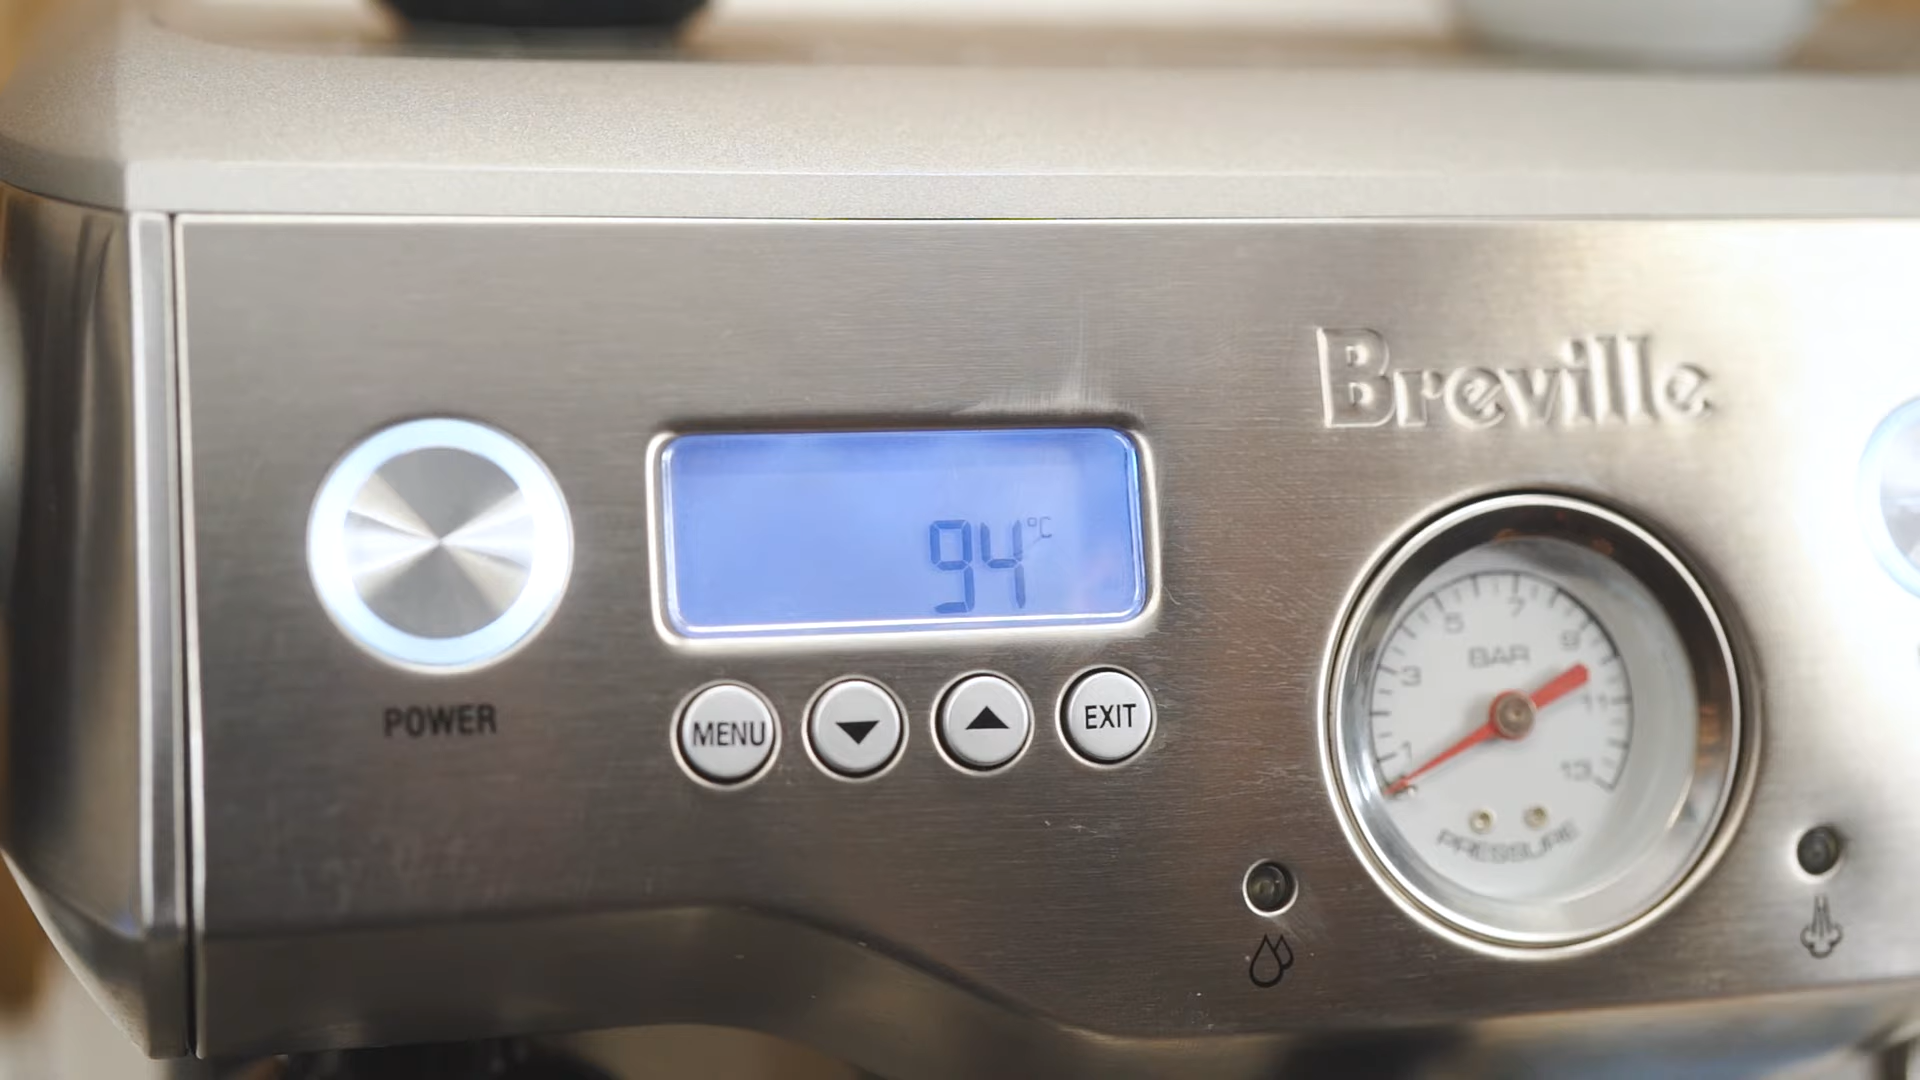 Breville
94°C
POWER
MENU
EXIT
1
3
5
7
9
11
13
BAR
PRESSURE